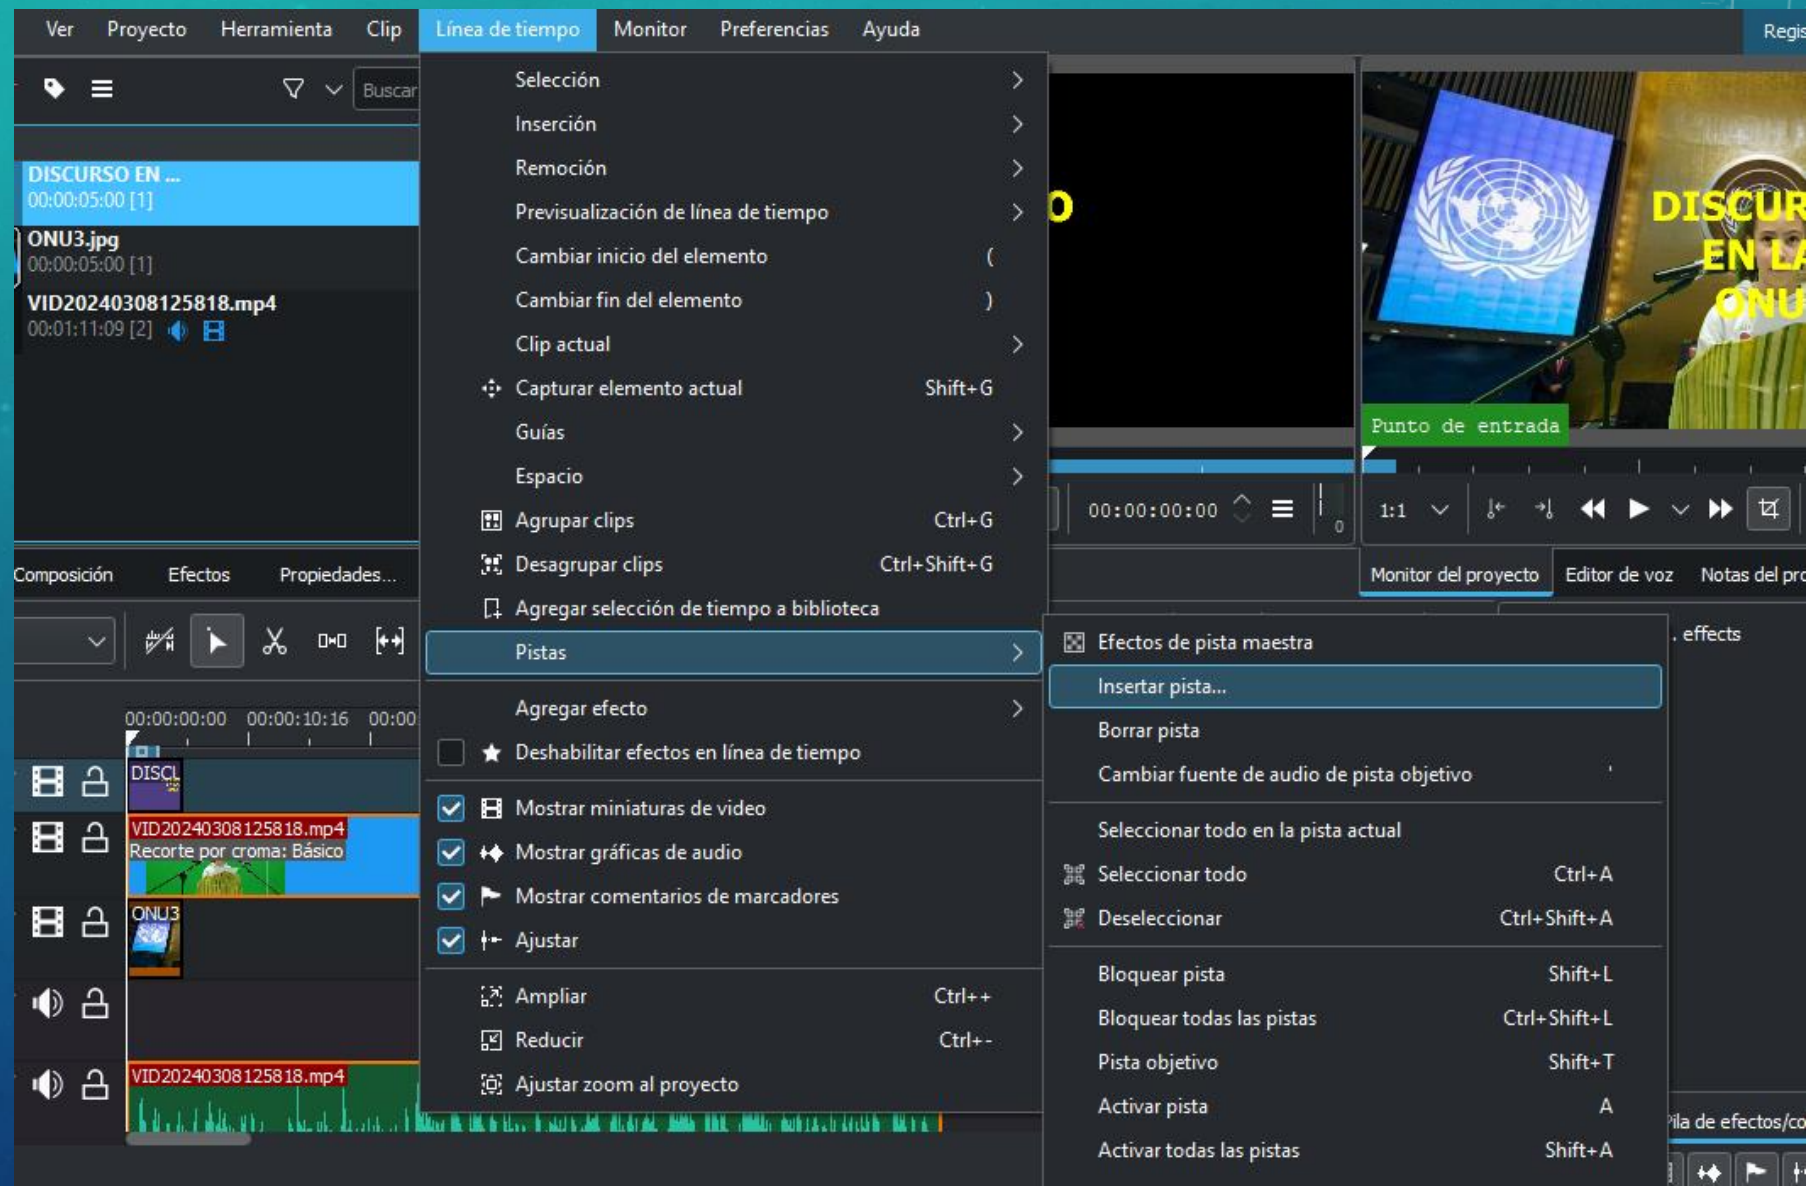 Ver Proyecto Herramienta Clip Línea de tiempo Monitor Preferencias Ayuda
Buscar
DISCURSO EN ...
00:00:05:00 [1]
ONU3.jpg
00:00:05:00 [1]
VID20240308125818.mp4
00:01:11:09 [2]
Composición Efectos Propiedades...
00:00:00:00 00:00:10:16 00:00
DISCU
VID20240308125818.mp4
Recorte por croma: Básico
ONU3
VID20240308125818.mp4
Selección
Inserción
Remoción
Previsualización de línea de tiempo
Cambiar inicio del elemento (
Cambiar fin del elemento )
Clip actual
Capturar elemento actual Shift+G
Guías
Espacio
Agrupar clips Ctrl+G
Desagrupar clips Ctrl+Shift+G
Agregar selección de tiempo a biblioteca
Pistas
Agregar efecto
Deshabilitar efectos en línea de tiempo
Mostrar miniaturas de video
Mostrar gráficas de audio
Mostrar comentarios de marcadores
Ajustar
Ampliar Ctrl++
Reducir Ctrl+-
Ajustar zoom al proyecto
O
00:00:00:00
0
DISCUR
EN LA
ONU
Punto de entrada
1:1
Monitor del proyecto Editor de voz Notas del pro
effects
Efectos de pista maestra
Insertar pista...
Borrar pista
Cambiar fuente de audio de pista objetivo '
Seleccionar todo en la pista actual
Seleccionar todo Ctrl+A
Deseleccionar Ctrl+Shift+A
Bloquear pista Shift+L
Bloquear todas las pistas Ctrl+Shift+L
Pista objetivo Shift+T
Activar pista A
Activar todas las pistas Shift+A
ila de efectos/co